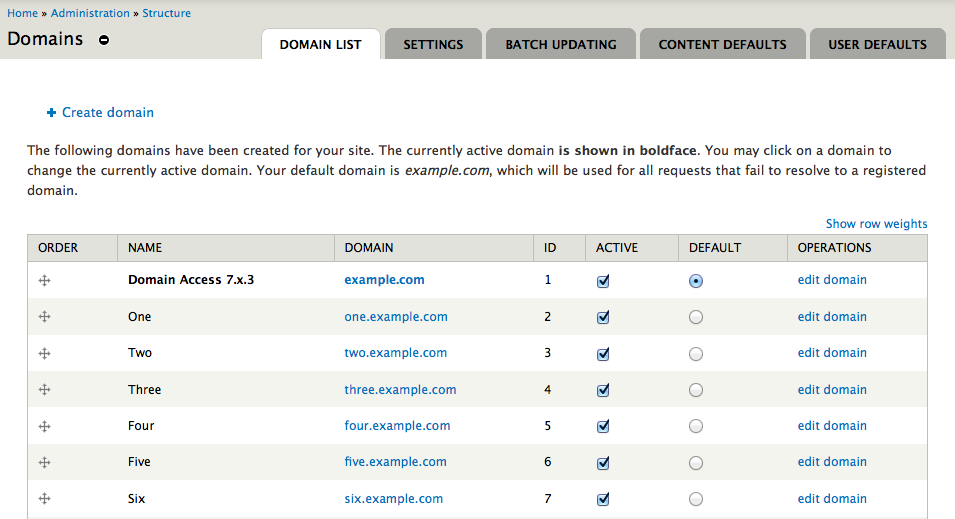 Home » Administration » Structure
Domains
DOMAIN LIST SETTINGS BATCH UPDATING CONTENT DEFAULTS USER DEFAULTS
Create domain
The following domains have been created for your site. The currently active domain is shown in boldface. You may click on a domain to
change the currently active domain. Your default domain is example.com, which will be used for all requests that fail to resolve to a registered
domain.
Show row weights
ORDER NAME DOMAIN ID ACTIVE DEFAULT OPERATIONS
Domain Access 7.x.3 example.com 1 edit domain
One one.example.com 2 edit domain
Two two.example.com 3 edit domain
Three three.example.com 4 edit domain
Four four.example.com 5 edit domain
Five five.example.com 6 edit domain
Six six.example.com 7 edit domain